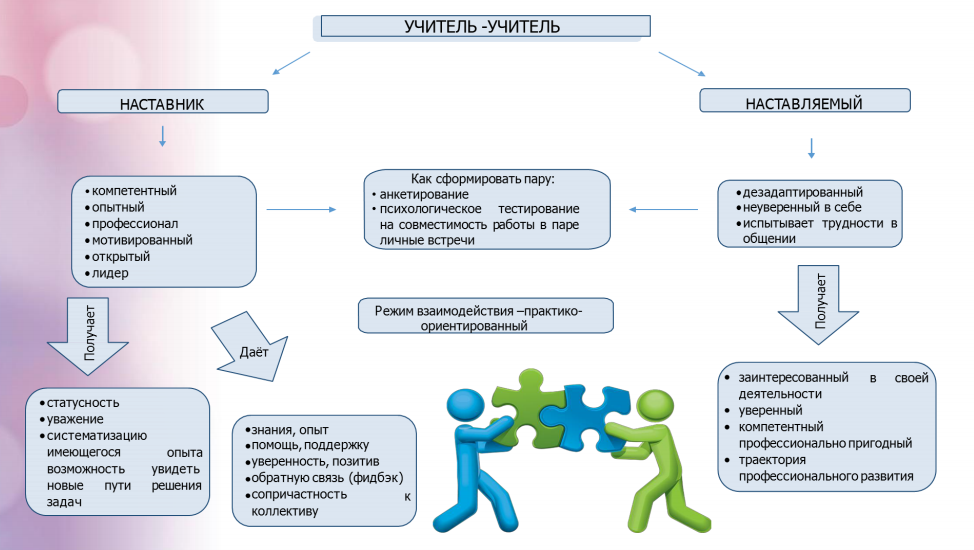 УЧИТЕЛЬ -УЧИТЕЛЬ
НАСТАВНИК
НАСТАВЛЯЕМЫЙ
•компетентный
•опытный
•профессионал
•мотивированный
•открытый
•лидер
Как сформировать пару:
• анкетирование
• психологическое тестирование
на совместимость работы в паре
личные встречи
•дезадаптированный
•неуверенный в себе
•испытывает трудности в
общении
Получает
Даёт
Режим взаимодействия –практико-
ориентированный
Получает
•статусность
•уважение
•систематизацию
имеющегося опыта
возможность увидеть
новые пути решения
задач
•знания, опыт
•помощь, поддержку
•уверенность, позитив
•обратную связь (фидбэк)
•сопричастность к
коллективу
• заинтересованный в своей
деятельности
• уверенный
• компетентный
профессионально пригодный
• траектория
профессионального развития